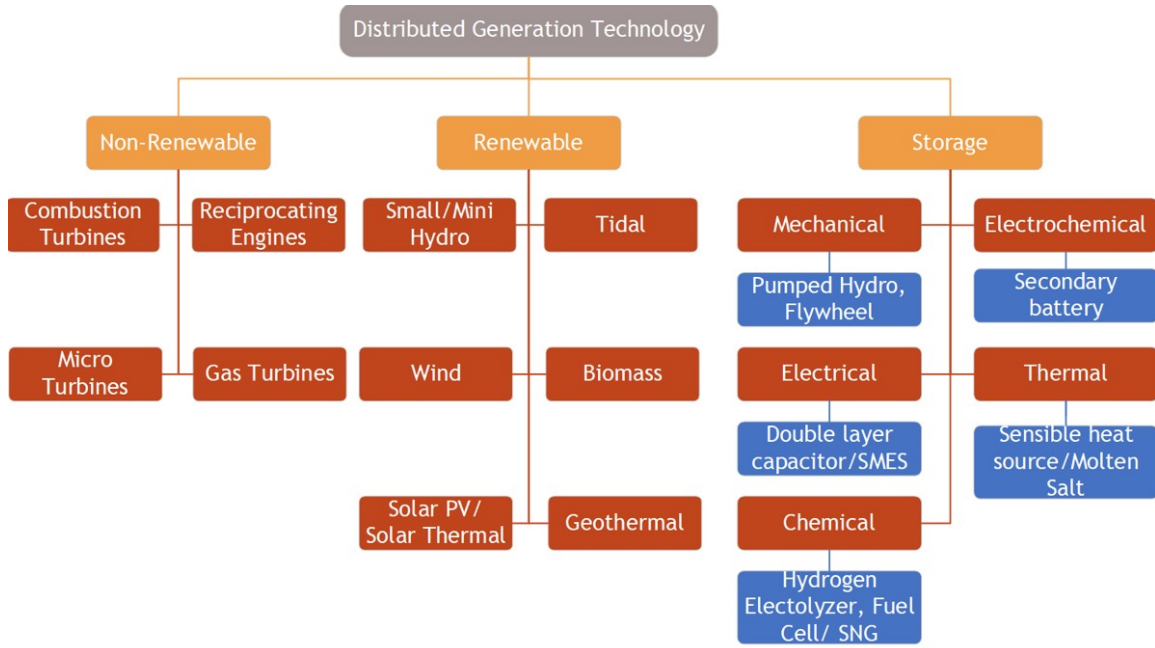 Distributed Generation Technology
Non-Renewable
Renewable
Storage
Combustion
Turbines
Reciprocating
Engines
Small/Mini
Hydro
Tidal
Mechanical
Electrochemical
Pumped Hydro,
Flywheel
Secondary
battery
Micro
Turbines
Gas Turbines
Wind
Biomass
Electrical
Thermal
Double layer
capacitor/SMES
Sensible heat
source/Molten
Salt
Solar PV/
Solar Thermal
Geothermal
Chemical
Hydrogen
Electolyzer, Fuel
Cell/ SNG